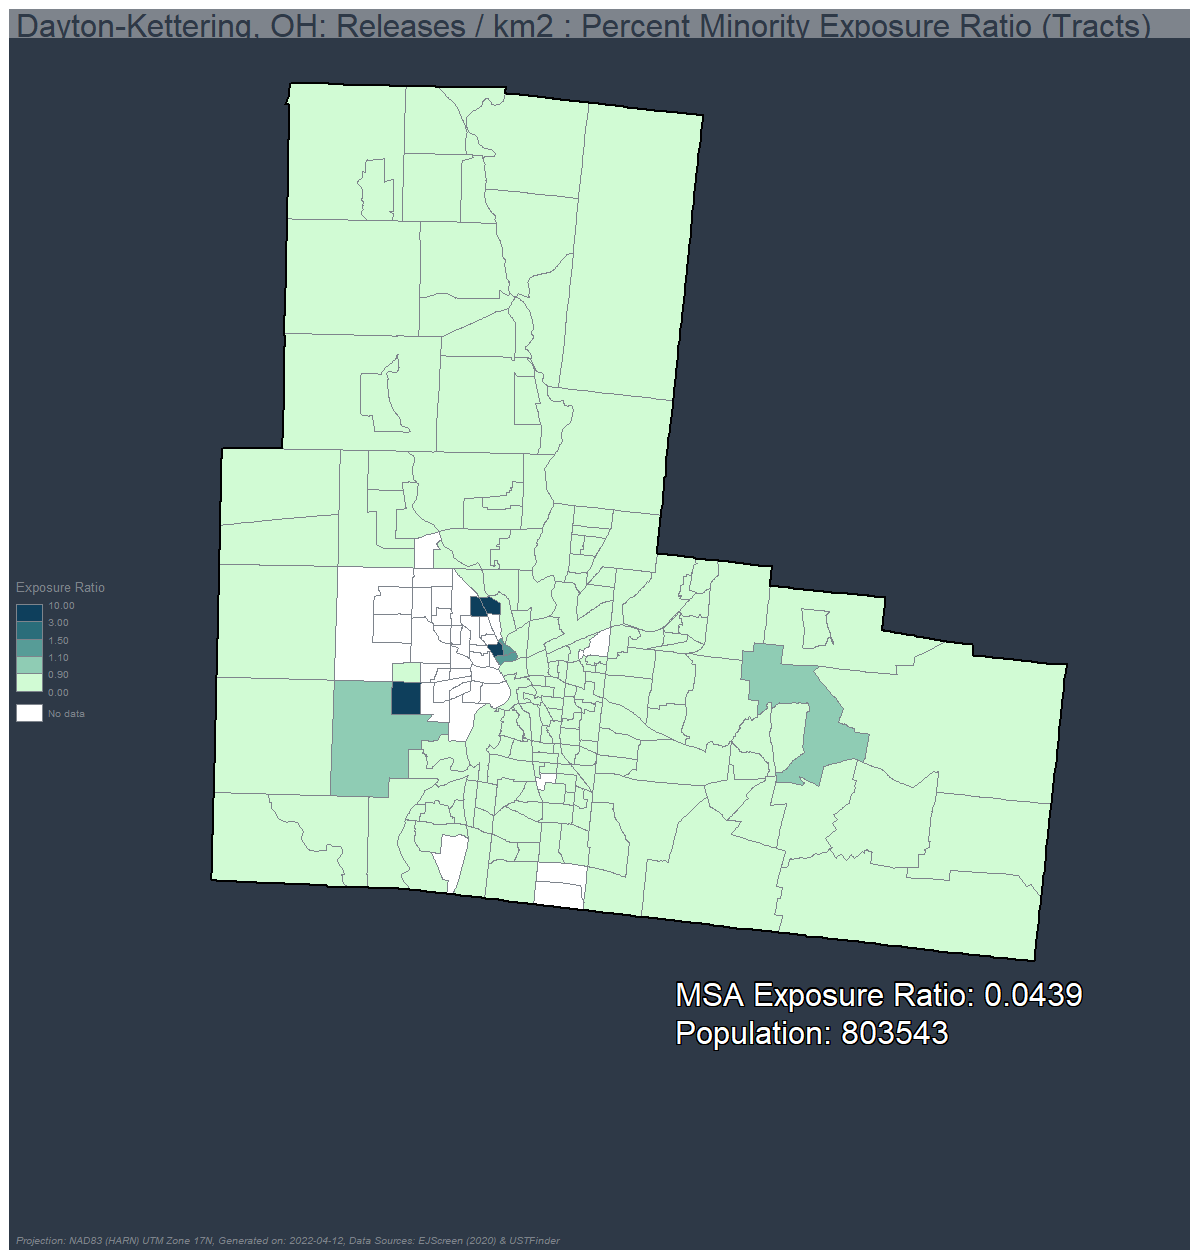 Dayton-Kettering, OH: Releases / km2 : Percent Minority Exposure Ratio (Tracts)
Exposure Ratio
10.00
3.00
1.50
1.10
0.90
0.00
No data
MSA Exposure Ratio: 0.0439
Population: 803543
Projection: NAD83 (HARN) UTM Zone 17N, Generated on: 2022-04-12, Data Sources: EJScreen (2020) & USTFinder